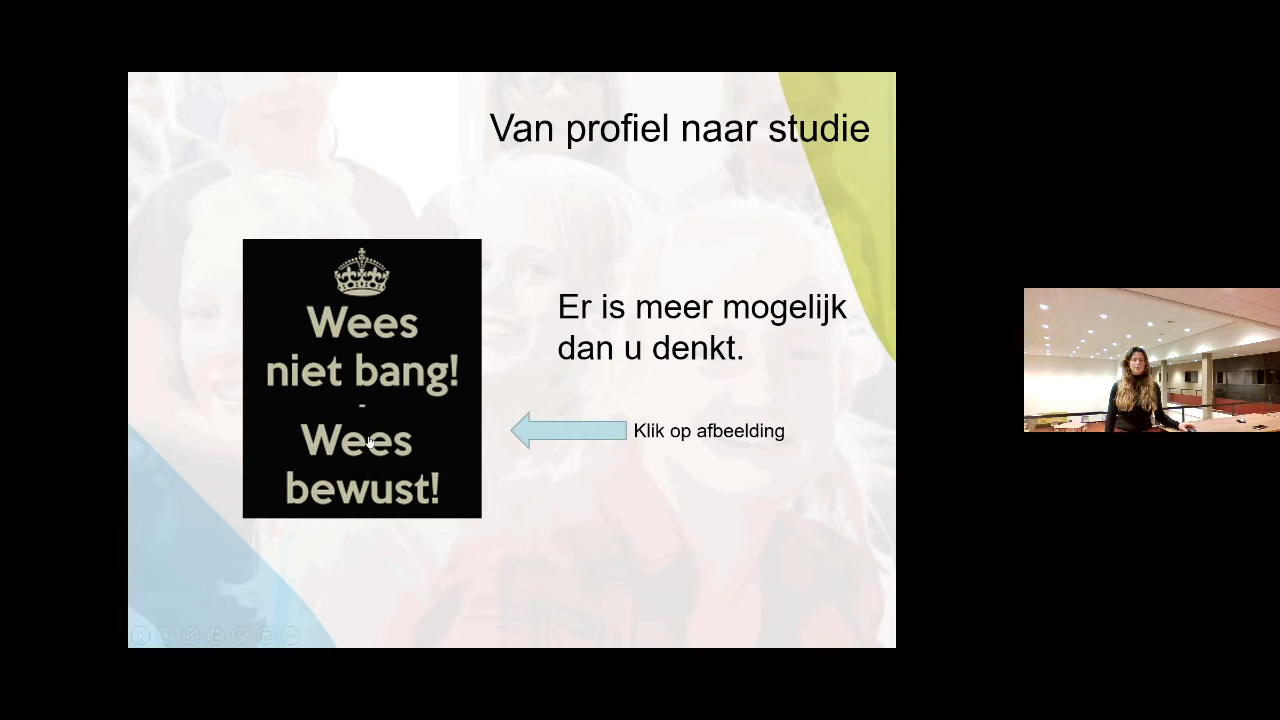 Van profiel naar studie
Wees
niet bang!
-
Wees
bewust!
Er is meer mogelijk
dan u denkt.
Klik op afbeelding